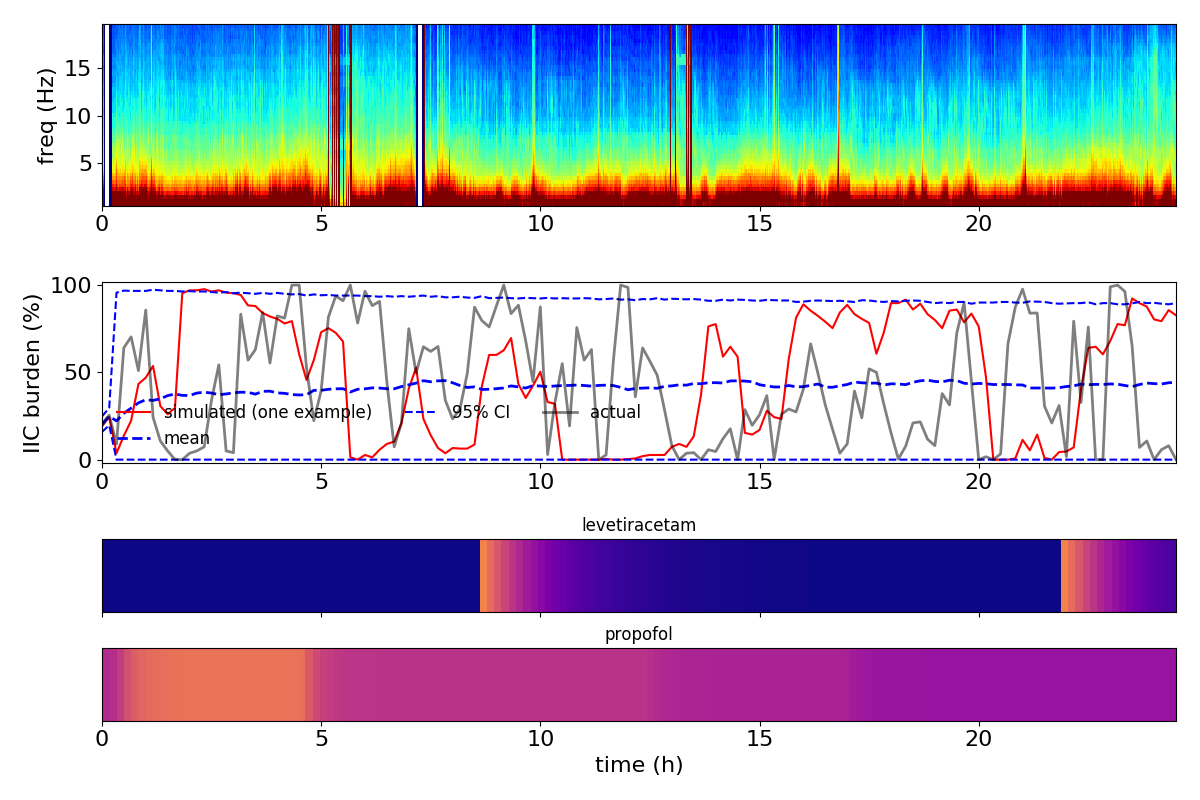 freq (Hz)
15
10
5
0 5 10 15 20
IIC burden (%)
100
50
0
simulated (one example) 95% CI actual
mean
0 5 10 15 20
levetiracetam
propofol
0 5 10 15 20
time (h)